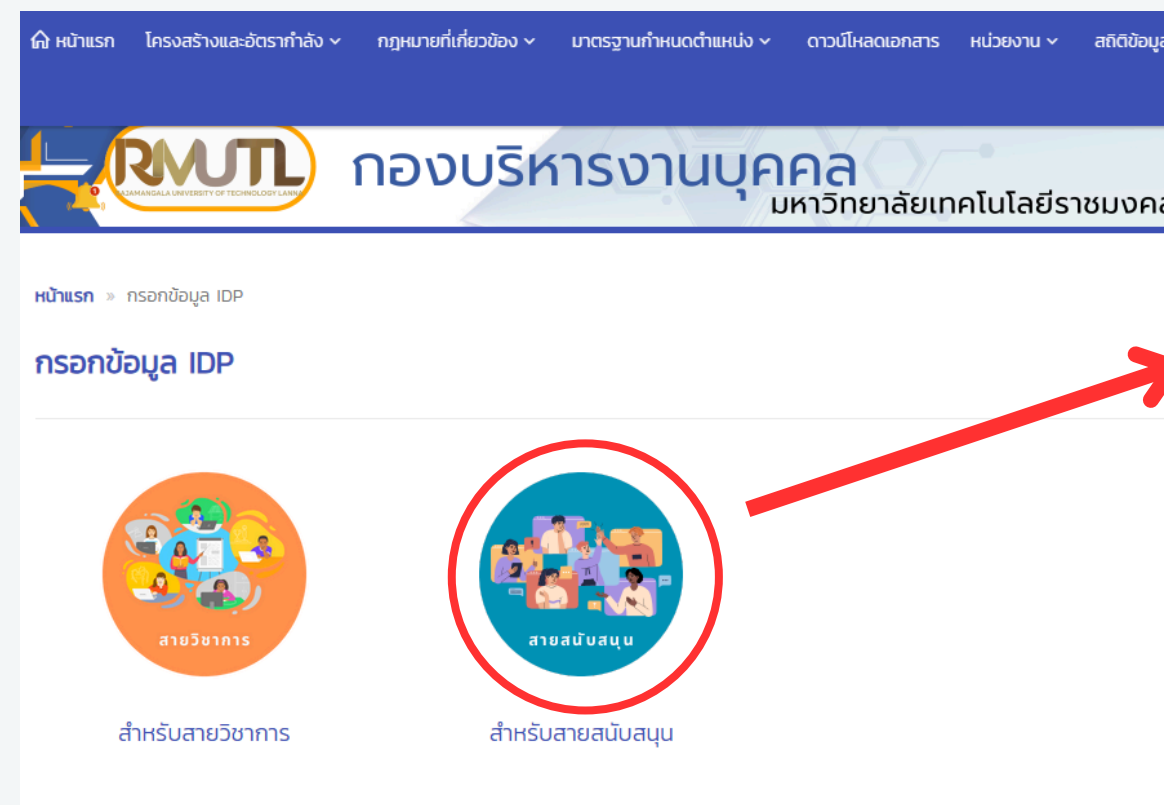 หน้าแรก โครงสร้างและอัตรากำลัง กฎหมายที่เกี่ยวข้อง มาตรฐานกำหนดตำแหน่ง ดาวน์โหลดเอกสาร หน่วยงาน สถิติข้อมูล
RMUTL
RAJAMANGALA UNIVERSITY OF TECHNOLOGY LANNA
1
กองบริหารงานบุคคล
มหาวิทยาลัยเทคโนโลยีราชมงคล
หน้าแรก » กรอกข้อมูล IDP
กรอกข้อมูล IDP
สายวิชาการ สายสนับสนุน
สำหรับสายวิชาการ สำหรับสายสนับสนุน